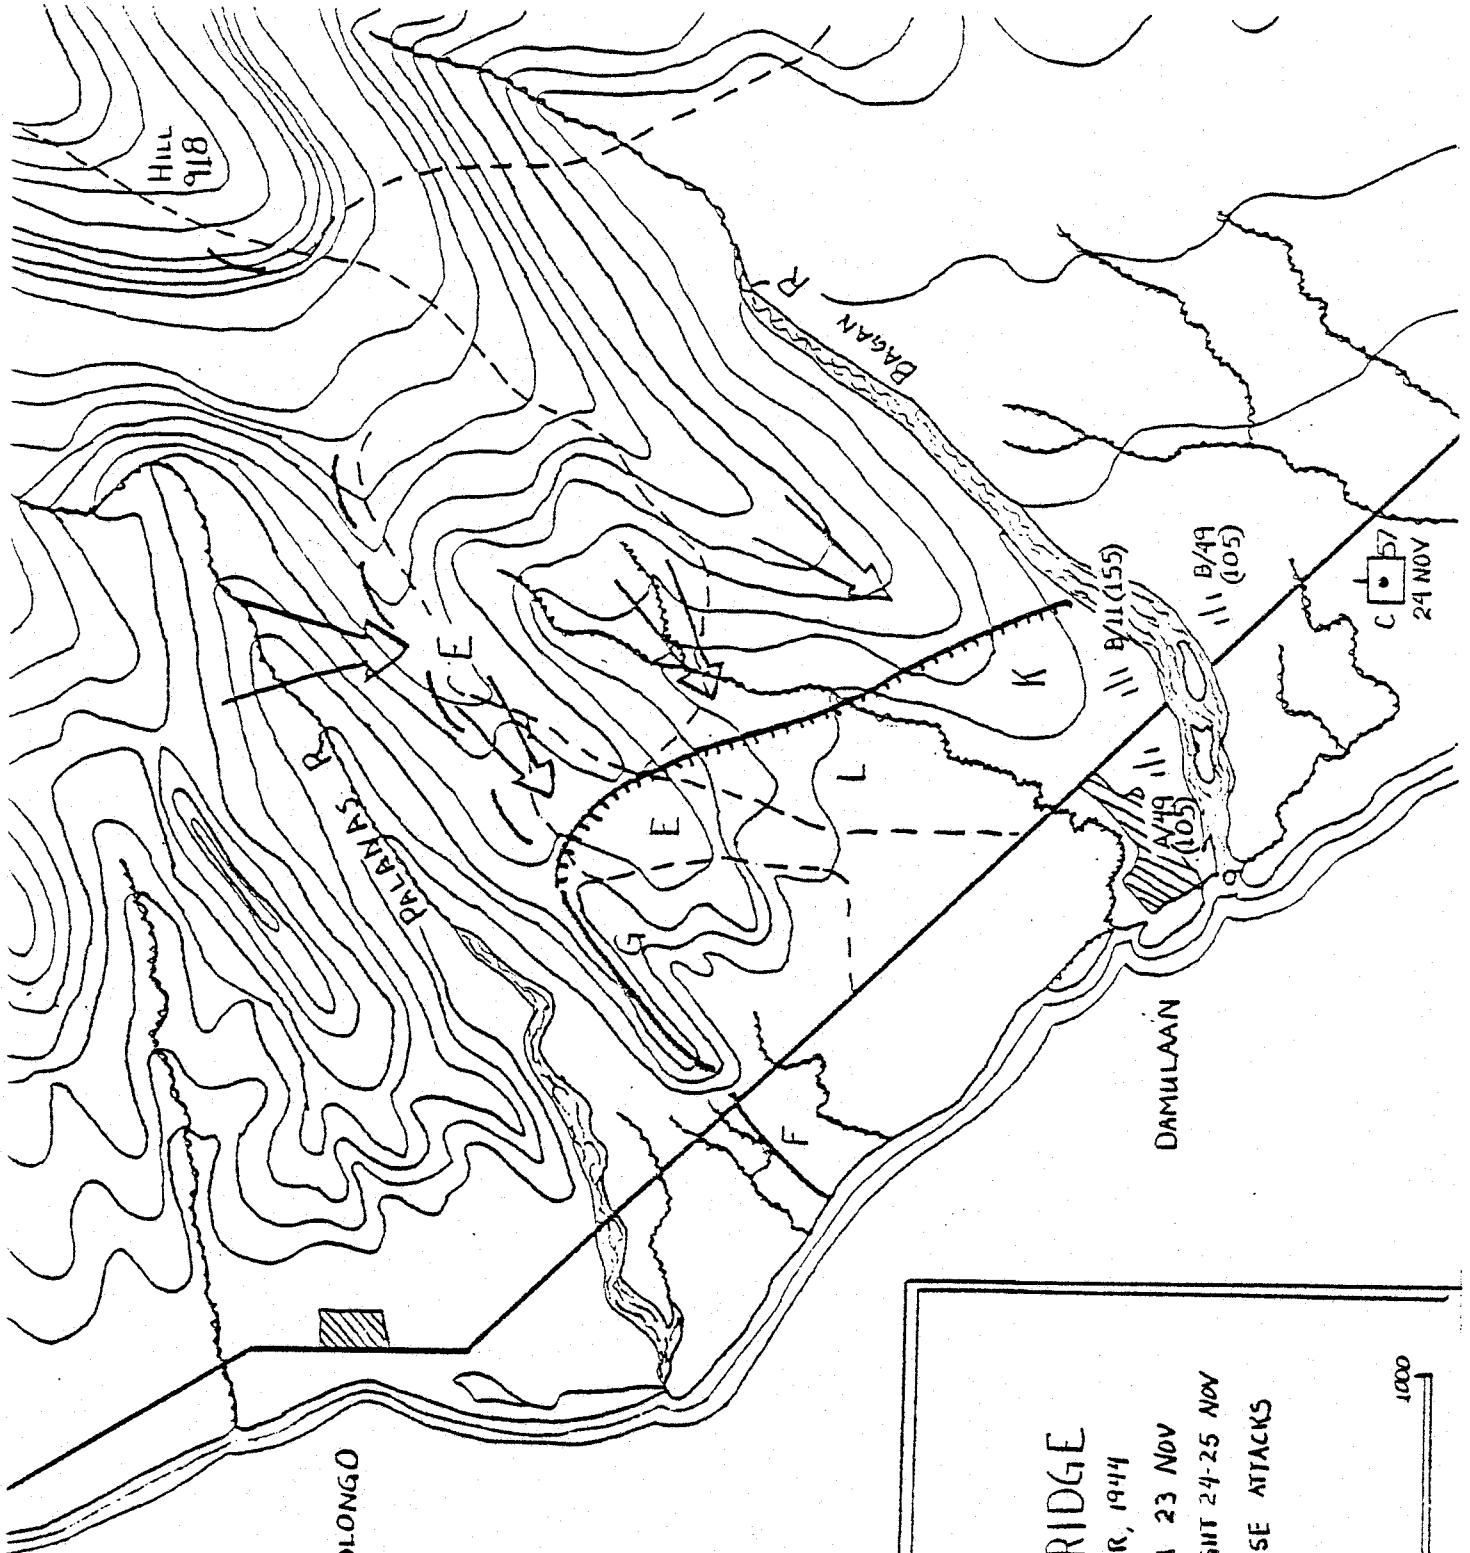 HILL
918
BAGAN R
PALANAS R
E
E
G
L
K
F
B/11 (155)
B/49
(105)
A/49
(105)
C
57
24 NOV
DAMULAAN
OLONGO
RIDGE
R, 1944
23 NOV
HT 24-25 NOV
SE ATTACKS
1000